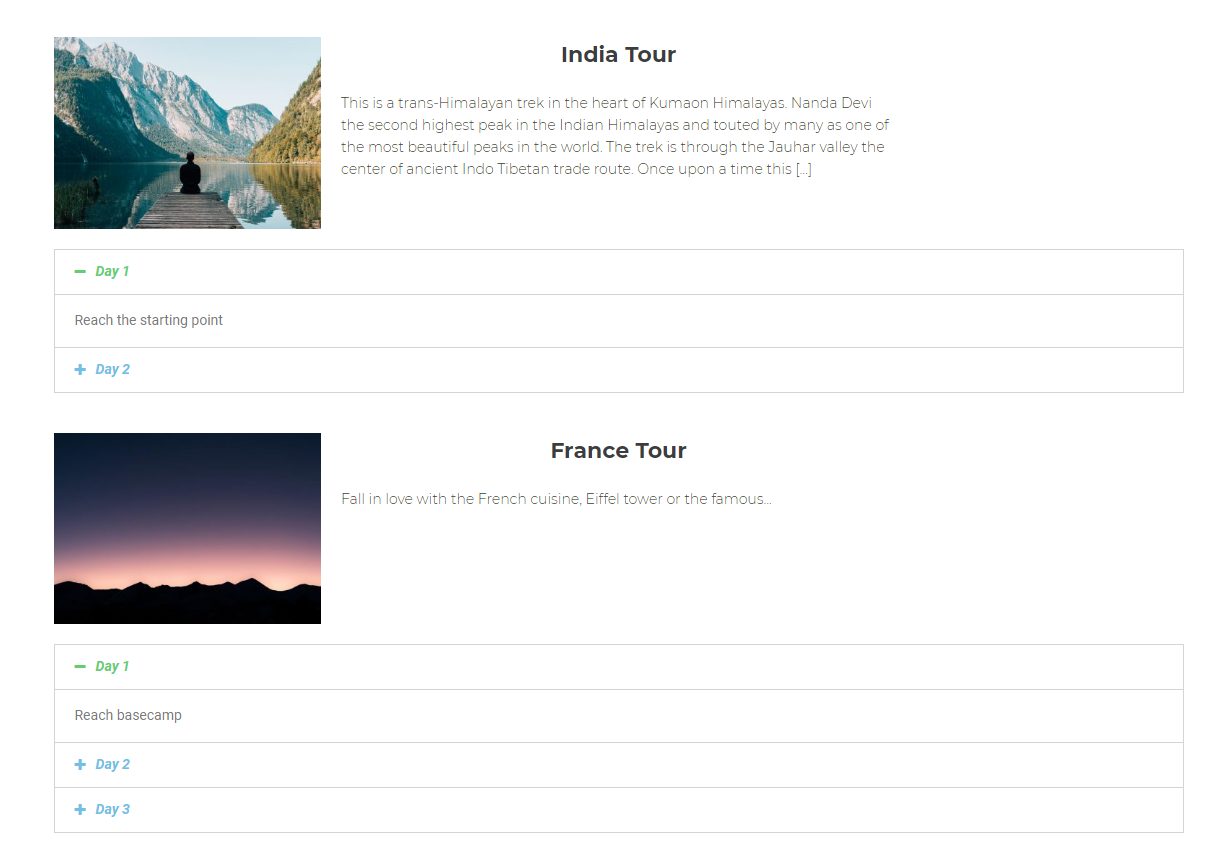 India Tour
This is a trans-Himalayan trek in the heart of Kumaon Himalayas. Nanda Devi
the second highest peak in the Indian Himalayas and touted by many as one of
the most beautiful peaks in the world. The trek is through the Jauhar valley the
center of ancient Indo Tibetan trade route. Once upon a time this [...]
Day 1
Reach the starting point
Day 2
France Tour
Fall in love with the French cuisine, Eiffel tower or the famous...
Day 1
Reach basecamp
Day 2
Day 3